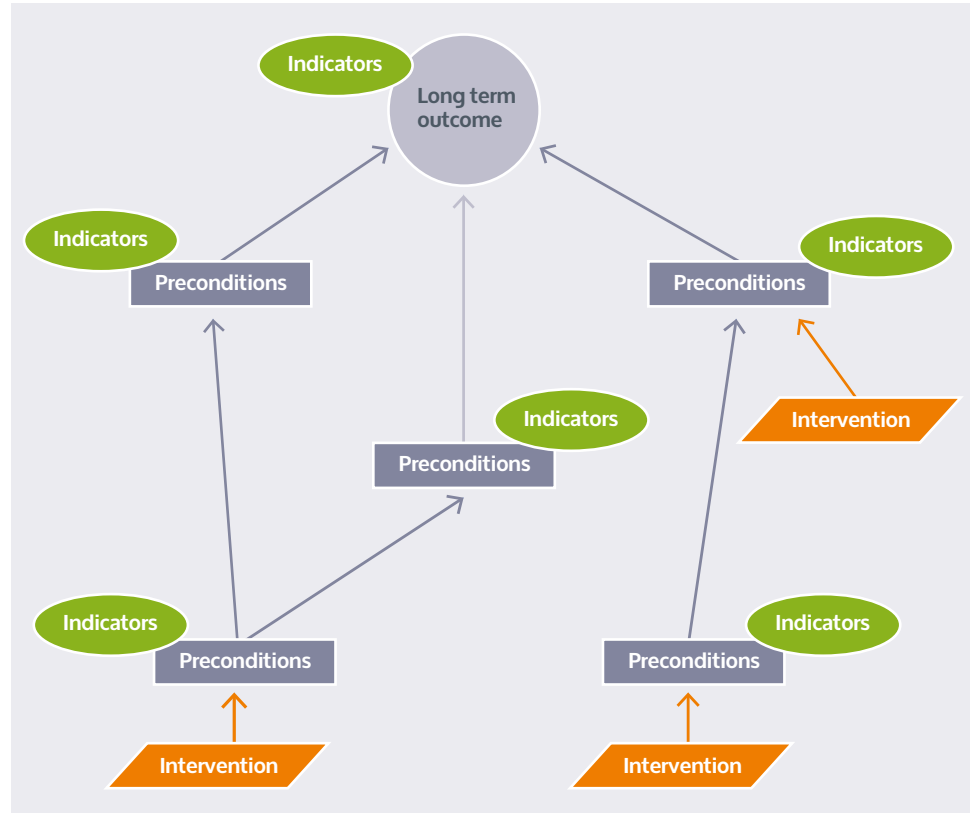 Indicators
Long term
outcome
Indicators
Preconditions
Indicators
Preconditions
Intervention
Indicators
Preconditions
Indicators
Preconditions
Indicators
Preconditions
Intervention
Intervention